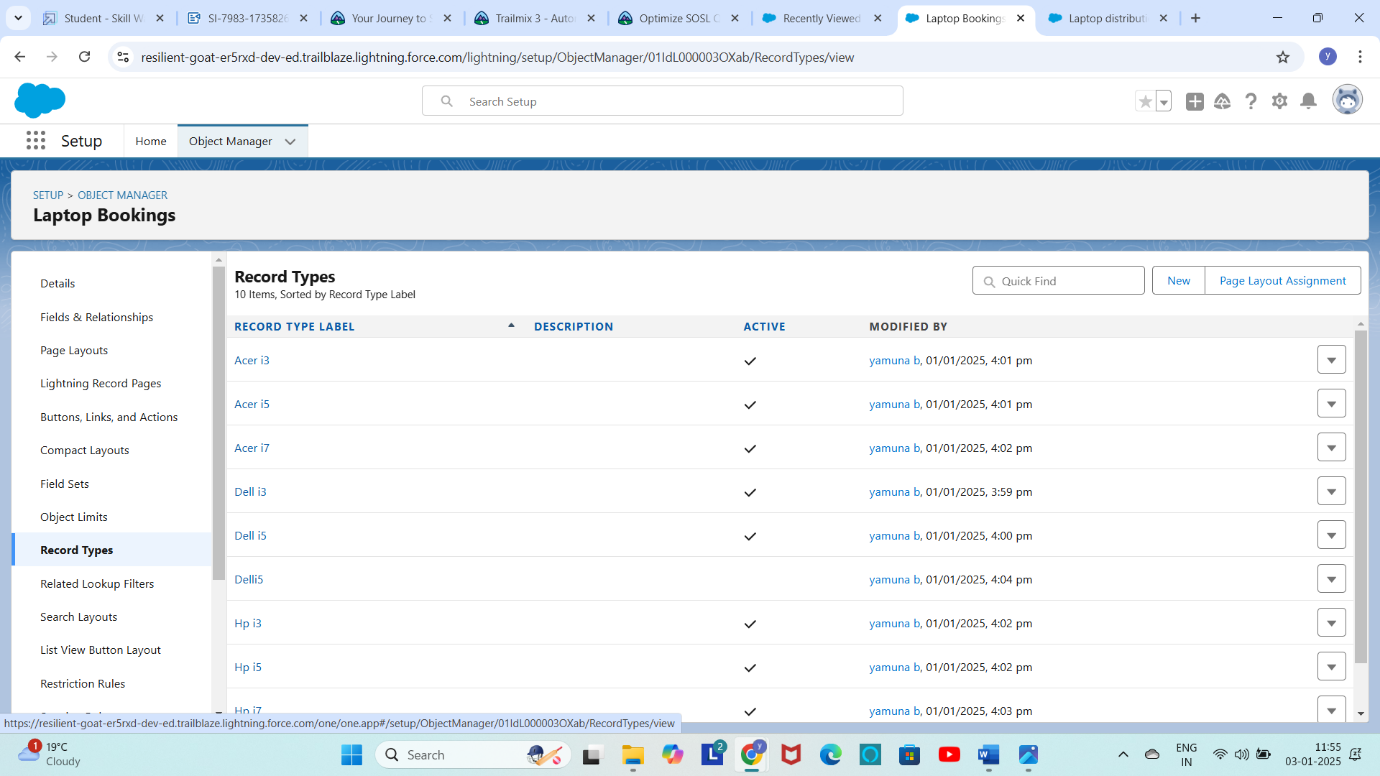 Student - Skill W
SI-7983-1735826
Your Journey to S
Trailmix 3 - Auto
Optimize SOSL C
Recently Viewed
Laptop Bookings
Laptop distribut
resilient-goat-er5rxd-dev-ed.trailblaze.lightning.force.com/lightning/setup/ObjectManager/01IdL000003OXab/RecordTypes/view
y
Search Setup
Setup
Home
Object Manager
SETUP > OBJECT MANAGER
Laptop Bookings
Details
Fields & Relationships
Page Layouts
Lightning Record Pages
Buttons, Links, and Actions
Compact Layouts
Field Sets
Object Limits
Record Types
Related Lookup Filters
Search Layouts
List View Button Layout
Restriction Rules
Record Types
10 Items, Sorted by Record Type Label
Quick Find
New
Page Layout Assignment
RECORD TYPE LABEL DESCRIPTION ACTIVE MODIFIED BY
Acer i3 yamuna b, 01/01/2025, 4:01 pm
Acer i5 yamuna b, 01/01/2025, 4:01 pm
Acer i7 yamuna b, 01/01/2025, 4:02 pm
Dell i3 yamuna b, 01/01/2025, 3:59 pm
Dell i5 yamuna b, 01/01/2025, 4:00 pm
Delli5 yamuna b, 01/01/2025, 4:04 pm
Hp i3 yamuna b, 01/01/2025, 4:02 pm
Hp i5 yamuna b, 01/01/2025, 4:02 pm
Hp i7 yamuna b, 01/01/2025, 4:03 pm
https://resilient-goat-er5rxd-dev-ed.trailblaze.lightning.force.com/one/one.app#/setup/ObjectManager/01IdL000003OXab/RecordTypes/view
1
19°C
Cloudy
Search
2
y
ENG
IN
11:55
03-01-2025